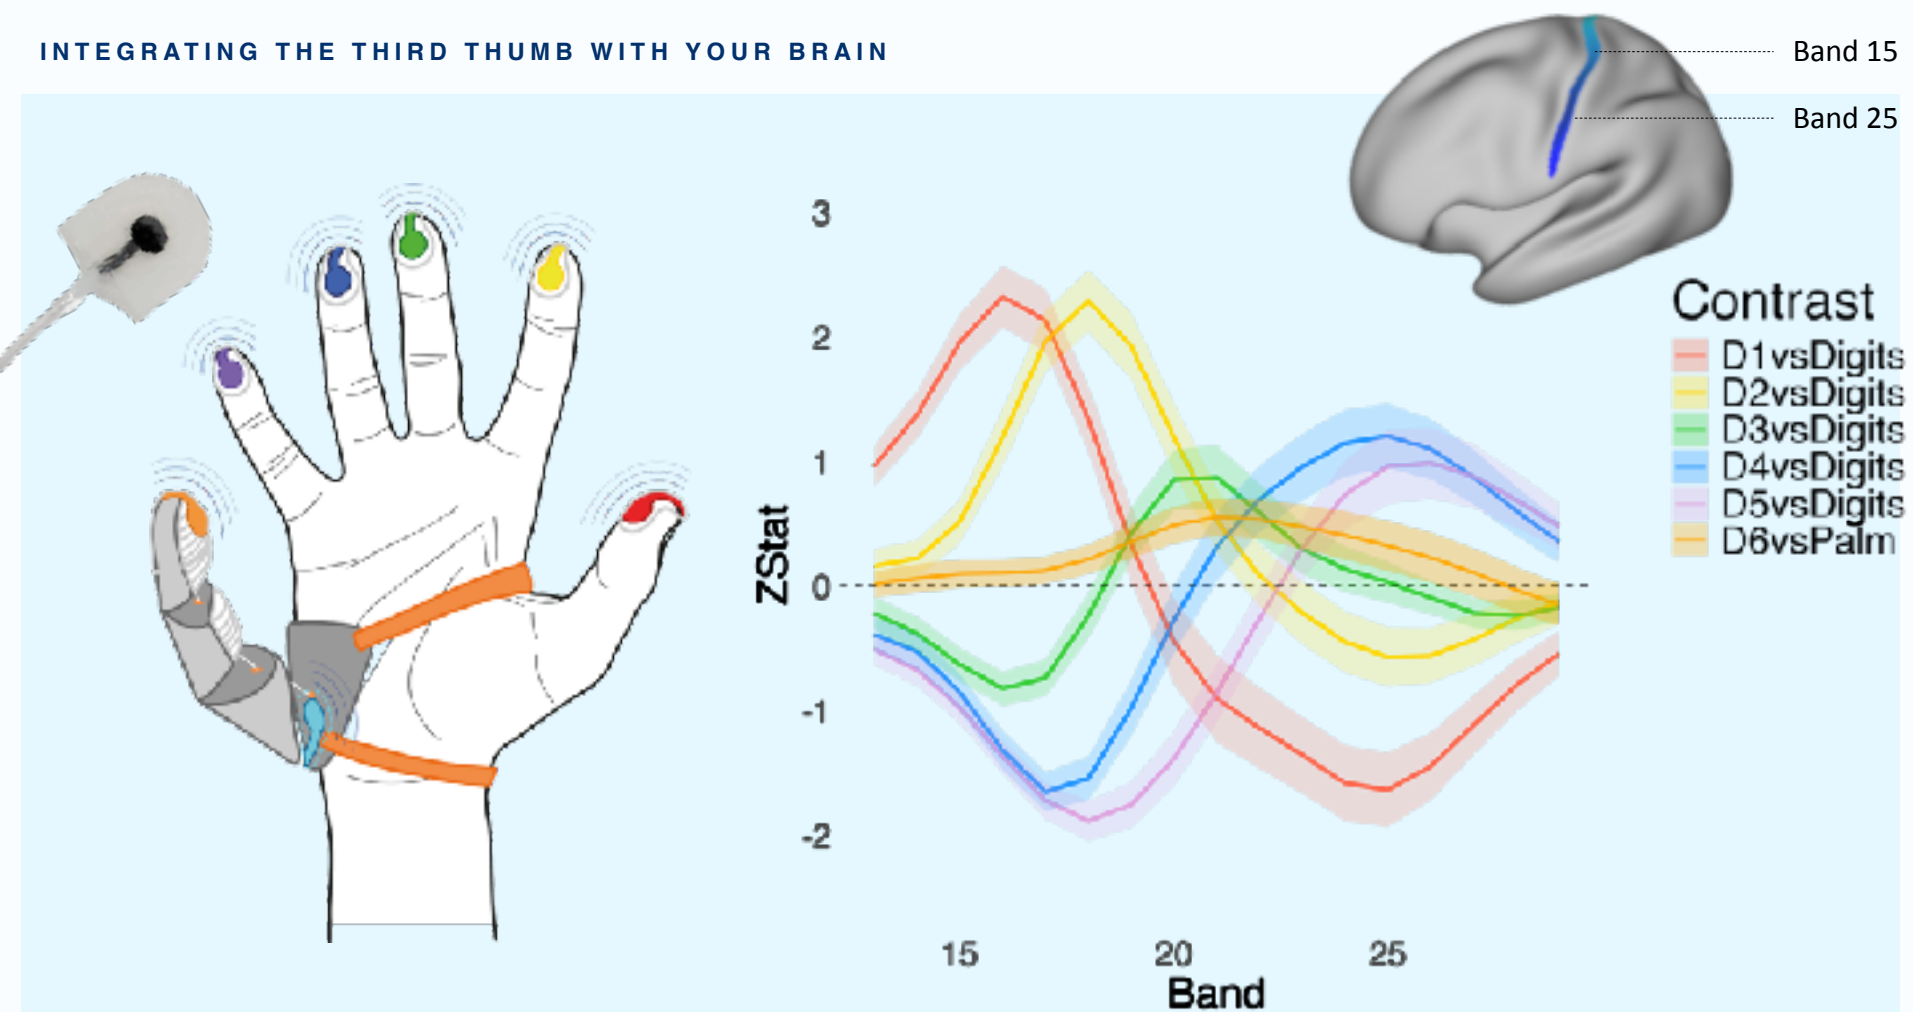 INTEGRATING THE THIRD THUMB WITH YOUR BRAIN
Band 15
Band 25
3
2
1
0
-1
-2
ZStat
15
20
25
Band
Contrast
D1vsDigits
D2vsDigits
D3vsDigits
D4vsDigits
D5vsDigits
D6vsPalm